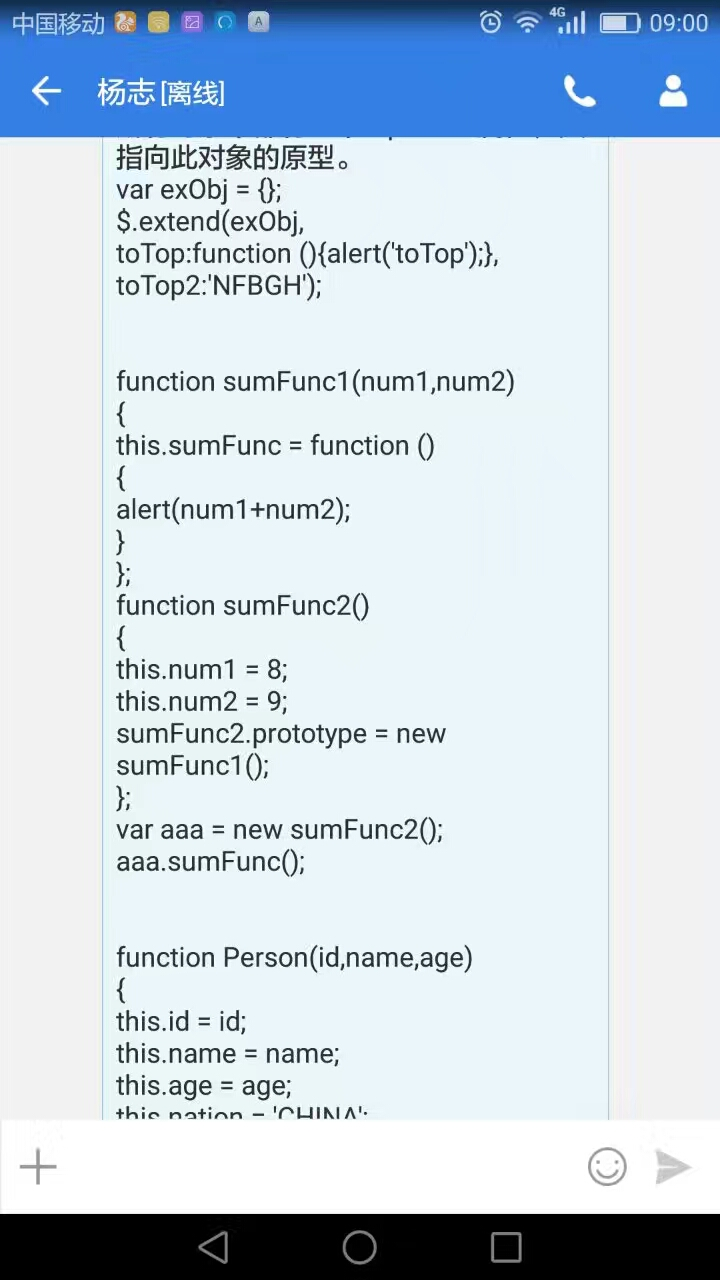 中国移动
4G
09:00
杨志[离线]
指向此对象的原型。
var exObj = {};
$.extend(exObj,
toTop:function (){alert('toTop');},
toTop2:'NFBGH');
function sumFunc1(num1,num2)
{
this.sumFunc = function ()
{
alert(num1+num2);
}
};
function sumFunc2()
{
this.num1 = 8;
this.num2 = 9;
sumFunc2.prototype = new
sumFunc1();
};
var aaa = new sumFunc2();
aaa.sumFunc();
function Person(id,name,age)
{
this.id = id;
this.name = name;
this.age = age;
this.nation = 'CHINA';